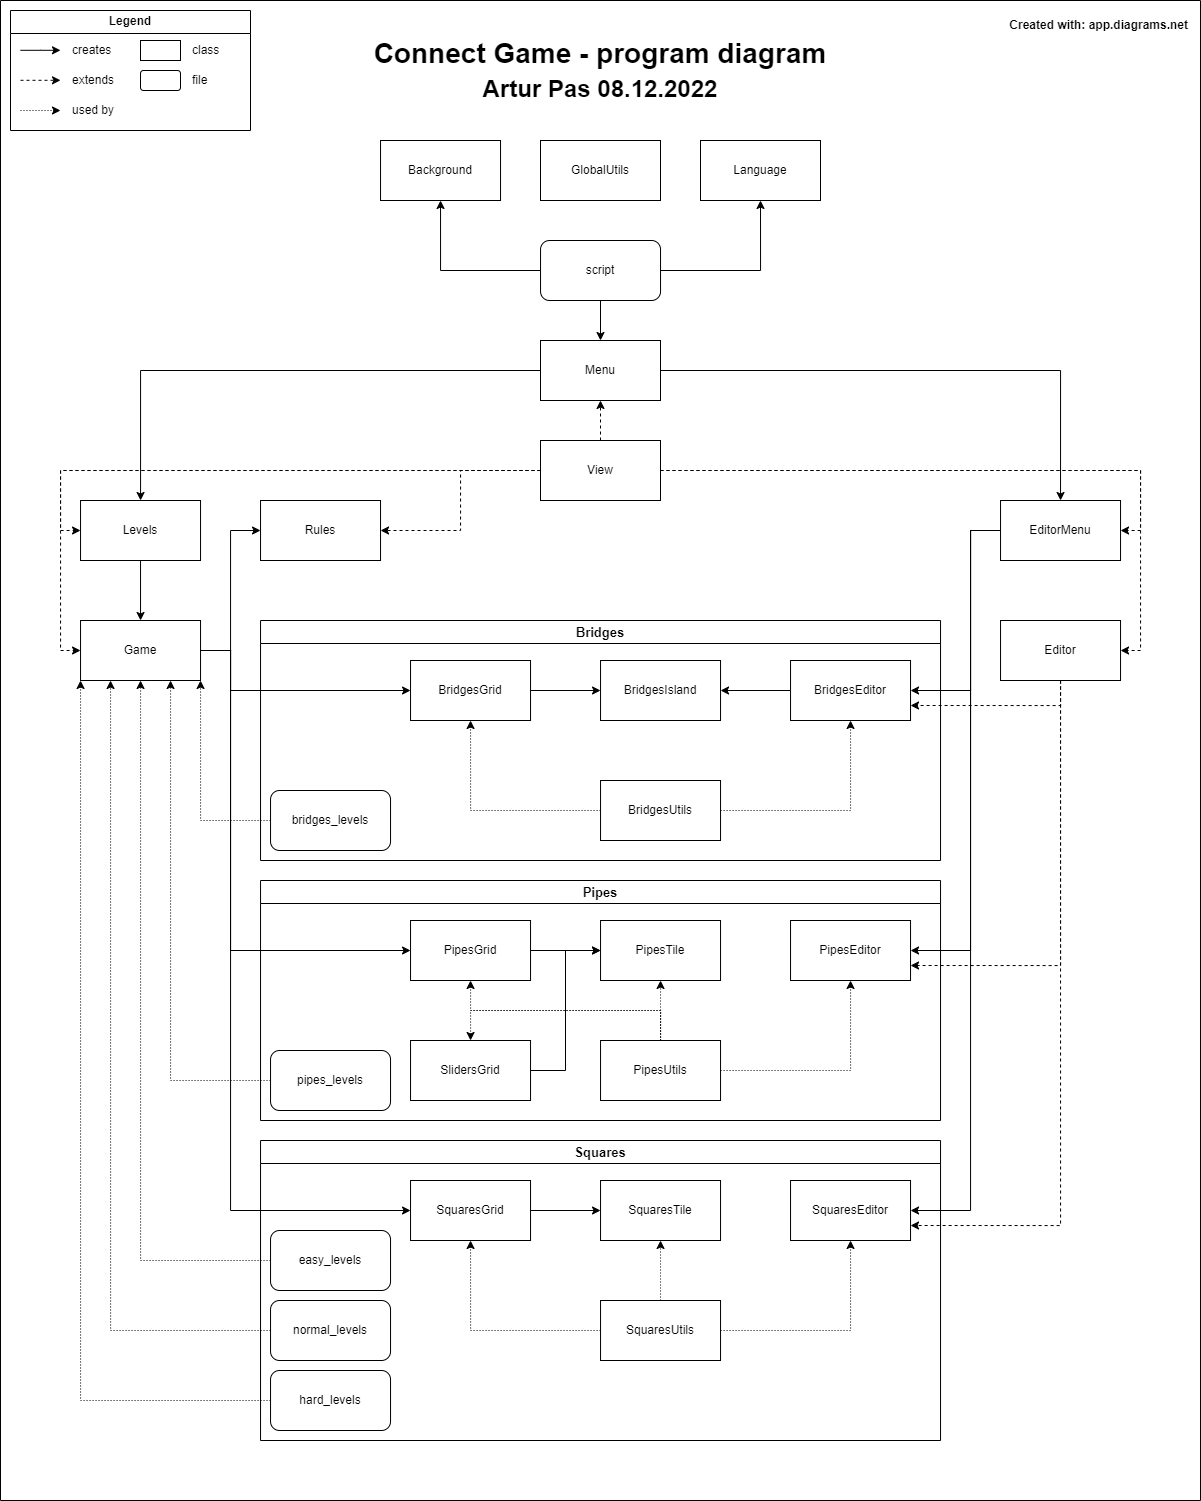 Legend
creates
class
extends
file
used by
Created with: app.diagrams.net
Connect Game - program diagram
Artur Pas 08.12.2022
Background
GlobalUtils
Language
script
Menu
View
Levels
Rules
EditorMenu
Game
Editor
Bridges
BridgesGrid
BridgesIsland
BridgesEditor
BridgesUtils
bridges_levels
Pipes
PipesGrid
PipesTile
PipesEditor
SlidersGrid
PipesUtils
pipes_levels
Squares
SquaresGrid
SquaresTile
SquaresEditor
easy_levels
normal_levels
SquaresUtils
hard_levels